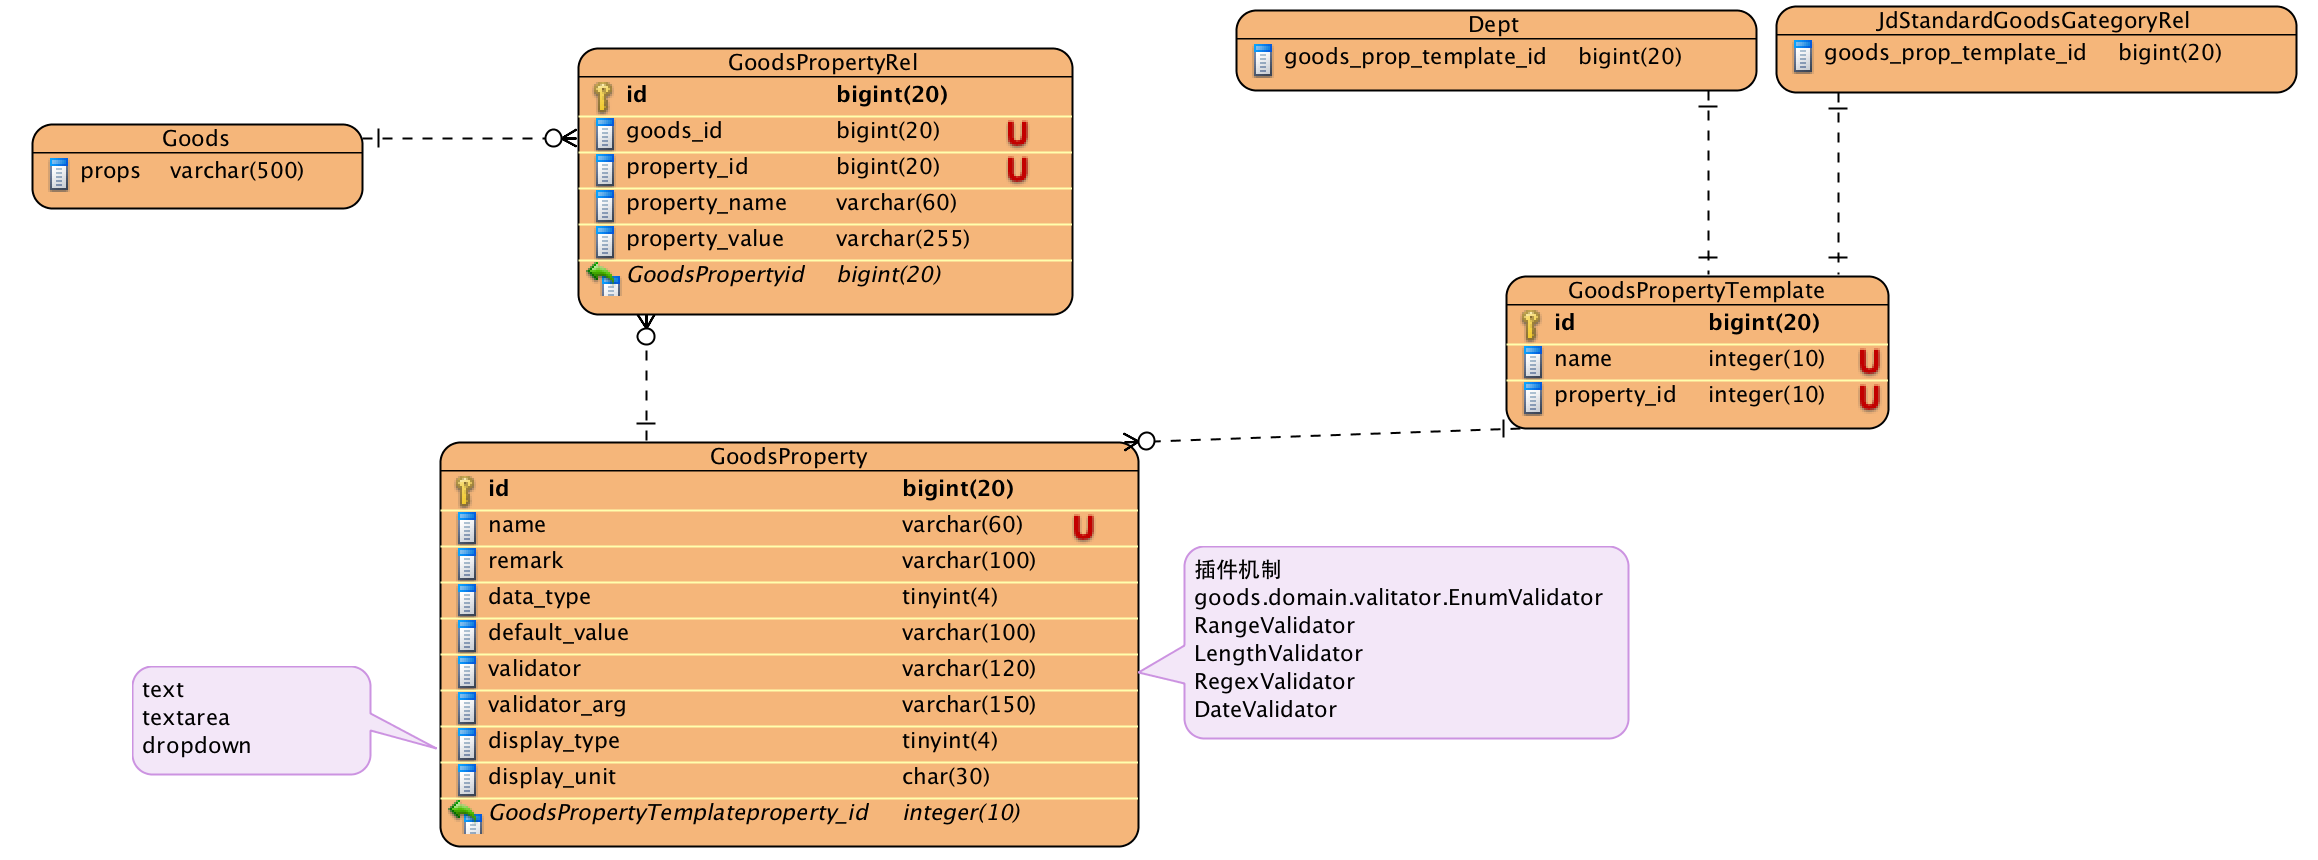 Goods
props varchar(500)
GoodsPropertyRel
id bigint(20)
goods_id bigint(20) U
property_id bigint(20) U
property_name varchar(60)
property_value varchar(255)
GoodsPropertyid bigint(20)
Dept
goods_prop_template_id bigint(20)
JdStandardGoodsGategoryRel
goods_prop_template_id bigint(20)
GoodsPropertyTemplate
id bigint(20)
name integer(10) U
property_id integer(10) U
GoodsProperty
id bigint(20)
name varchar(60) U
remark varchar(100)
data_type tinyint(4)
default_value varchar(100)
validator varchar(120)
validator_arg varchar(150)
display_type tinyint(4)
display_unit char(30)
GoodsPropertyTemplateproperty_id integer(10)
text
textarea
dropdown
插件机制
goods.domain.valitator.EnumValidator
RangeValidator
LengthValidator
RegexValidator
DateValidator